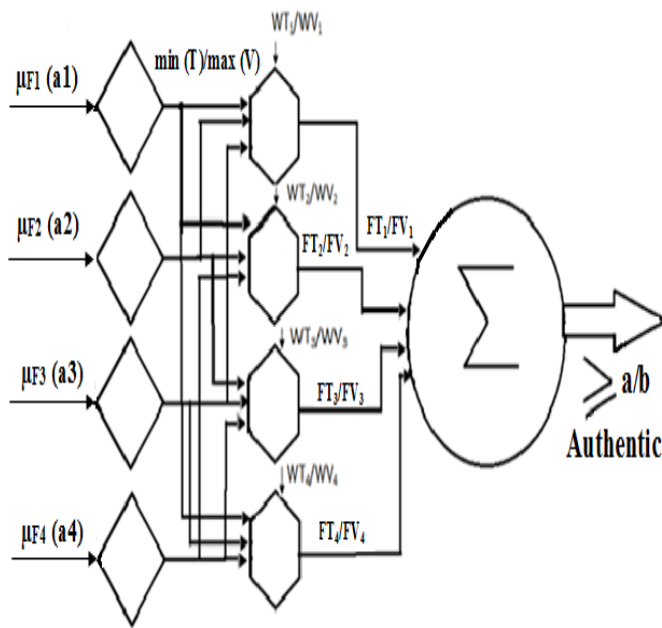 WT₁/WV₁
min (T)/max (V)
μF1 (a1)
WT₂/WV₂
μF2 (a2)
FT₁/FV₁
FT₂/FV₂
Σ
WT₃/WV₃
μF3 (a3)
FT₃/FV₃
≥ a/b
Authentic
WT₄/WV₄
μF4 (a4)
FT₄/FV₄